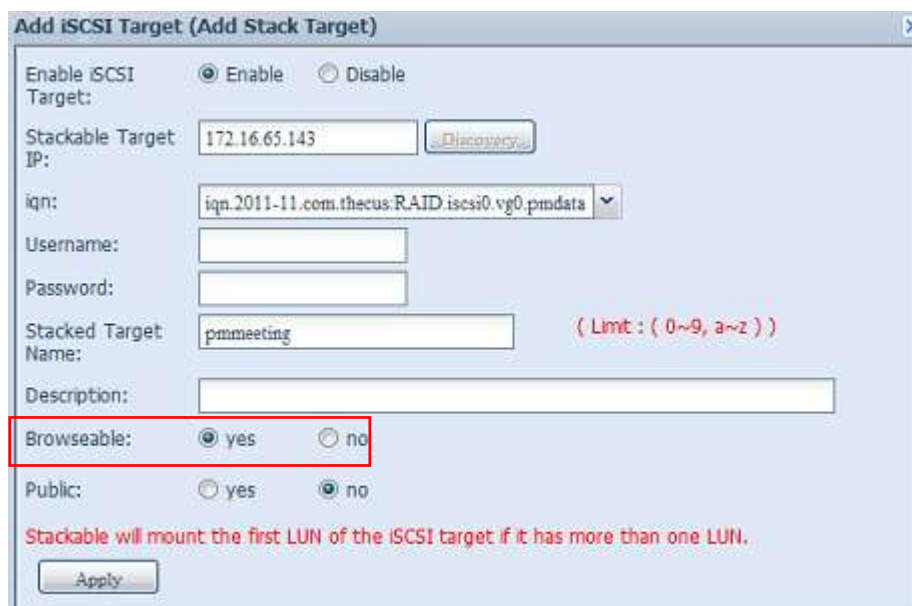 Add iSCSI Target (Add Stack Target)
Enable iSCSI Target: Enable Disable
Stackable Target IP: 172.16.65.143 Discovery
iqn: iqn.2011-11.com.thecus:RAID.iscsi0.vg0.pmdata
Username:
Password:
Stacked Target Name: pmmeeting ( Limit : ( 0~9, a~z ) )
Description:
Browseable: yes no
Public: yes no
Stackable will mount the first LUN of the iSCSI target if it has more than one LUN.
Apply